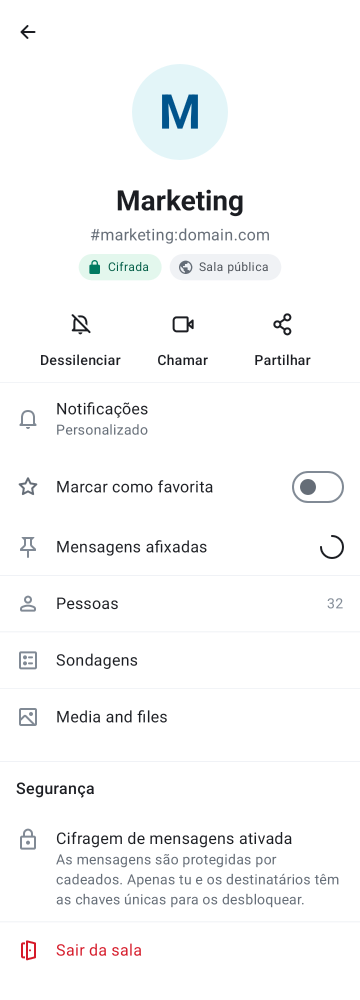 M
Marketing
#marketing:domain.com
Cifrada
Sala pública
Dessilenciar
Chamar
Partilhar
Notificações
Personalizado
Marcar como favorita
Mensagens afixadas
Pessoas
32
Sondagens
Media and files
Segurança
Cifragem de mensagens ativada
As mensagens são protegidas por
cadeados. Apenas tu e os destinatários têm
as chaves únicas para os desbloquear.
Sair da sala